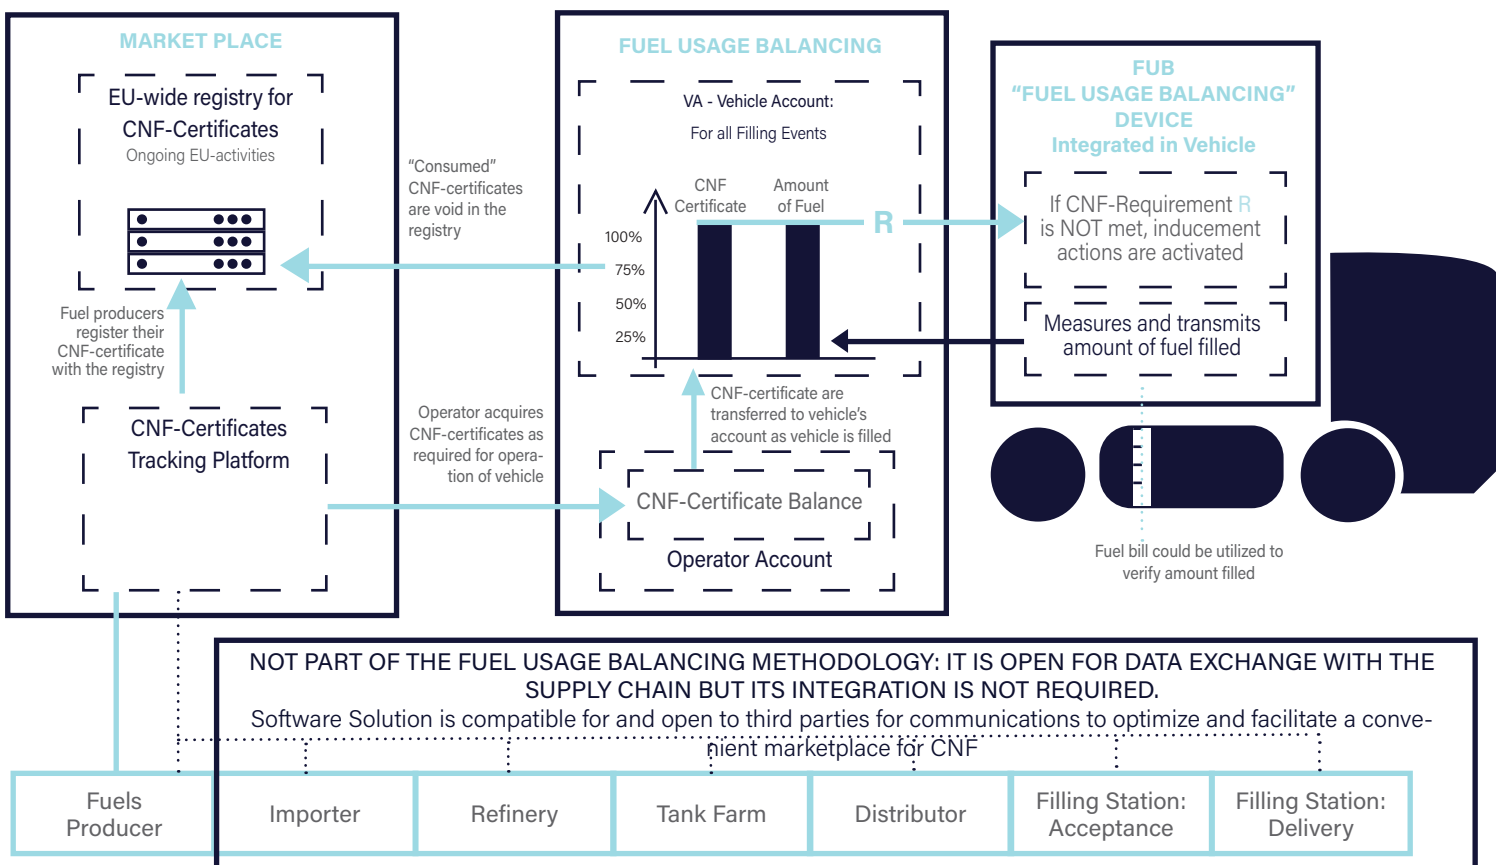 MARKET PLACE
EU-wide registry for
CNF-Certificates
Ongoing EU-activities
Fuel producers
register their
CNF-certificate
with the registry
CNF-Certificates
Tracking Platform
“Consumed”
CNF-certificates
are void in the
registry
Operator acquires
CNF-certificates as
required for opera-
tion of vehicle
FUEL USAGE BALANCING
VA - Vehicle Account:
For all Filling Events
CNF
Certificate
Amount
of Fuel
R
100%
75%
50%
25%
CNF-certificate are
transferred to vehicle’s
account as vehicle is filled
CNF-Certificate Balance
Operator Account
FUB
“FUEL USAGE BALANCING”
DEVICE
Integrated in Vehicle
If CNF-Requirement R
is NOT met, inducement
actions are activated
Measures and transmits
amount of fuel filled
Fuel bill could be utilized to
verify amount filled
NOT PART OF THE FUEL USAGE BALANCING METHODOLOGY: IT IS OPEN FOR DATA EXCHANGE WITH THE
SUPPLY CHAIN BUT ITS INTEGRATION IS NOT REQUIRED.
Software Solution is compatible for and open to third parties for communications to optimize and facilitate a conve-
nient marketplace for CNF
Fuels
Producer
Importer
Refinery
Tank Farm
Distributor
Filling Station:
Acceptance
Filling Station:
Delivery